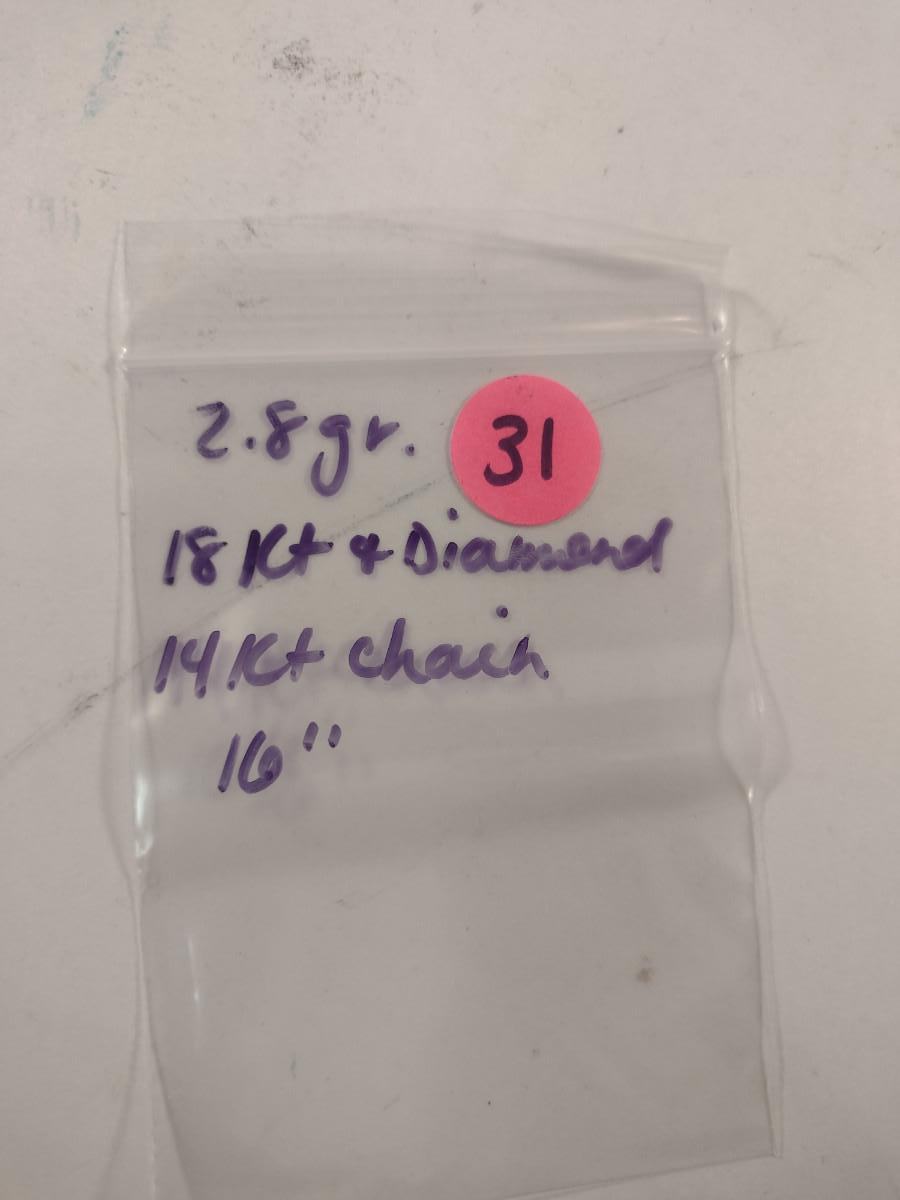 2.8gr.
31
18 Kt & Diamond
14 Kt chain
16"